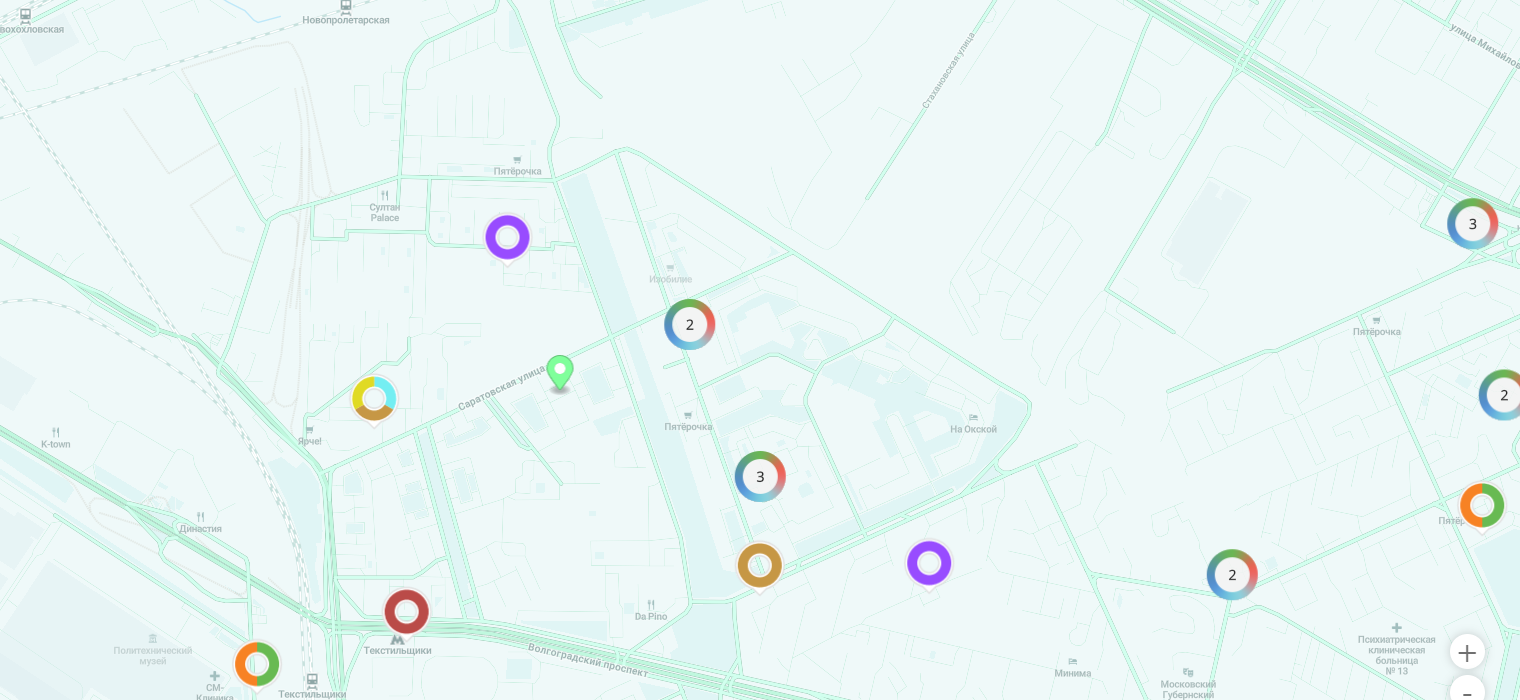 вохохловская
Новопролетарская
улица Михайлов
Стахановская улица
Пятёрочка
Султан
Palace
3
Изобилие
2
Пятёрочка
Саратовская улица
2
Пятёрочка
На Окской
K-town
Ярче!
3
Династия
Пятёр
2
Da Pino
Текстильщики
Волгоградский проспект
Политехнический
музей
Психиатрическая
клиническая
больница
№ 13
Минима
Московский
Губернский
СМ-
Клиника
Текстильщики
+
-